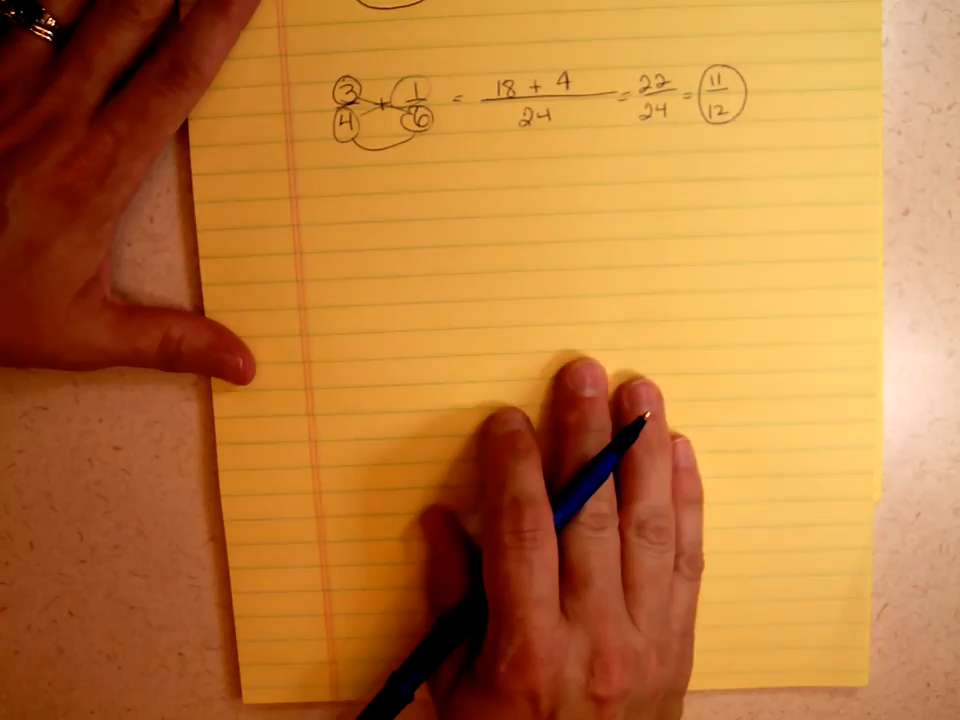 3/4 + 1/6 = (18 + 4)/24 = 22/24 = 11/12